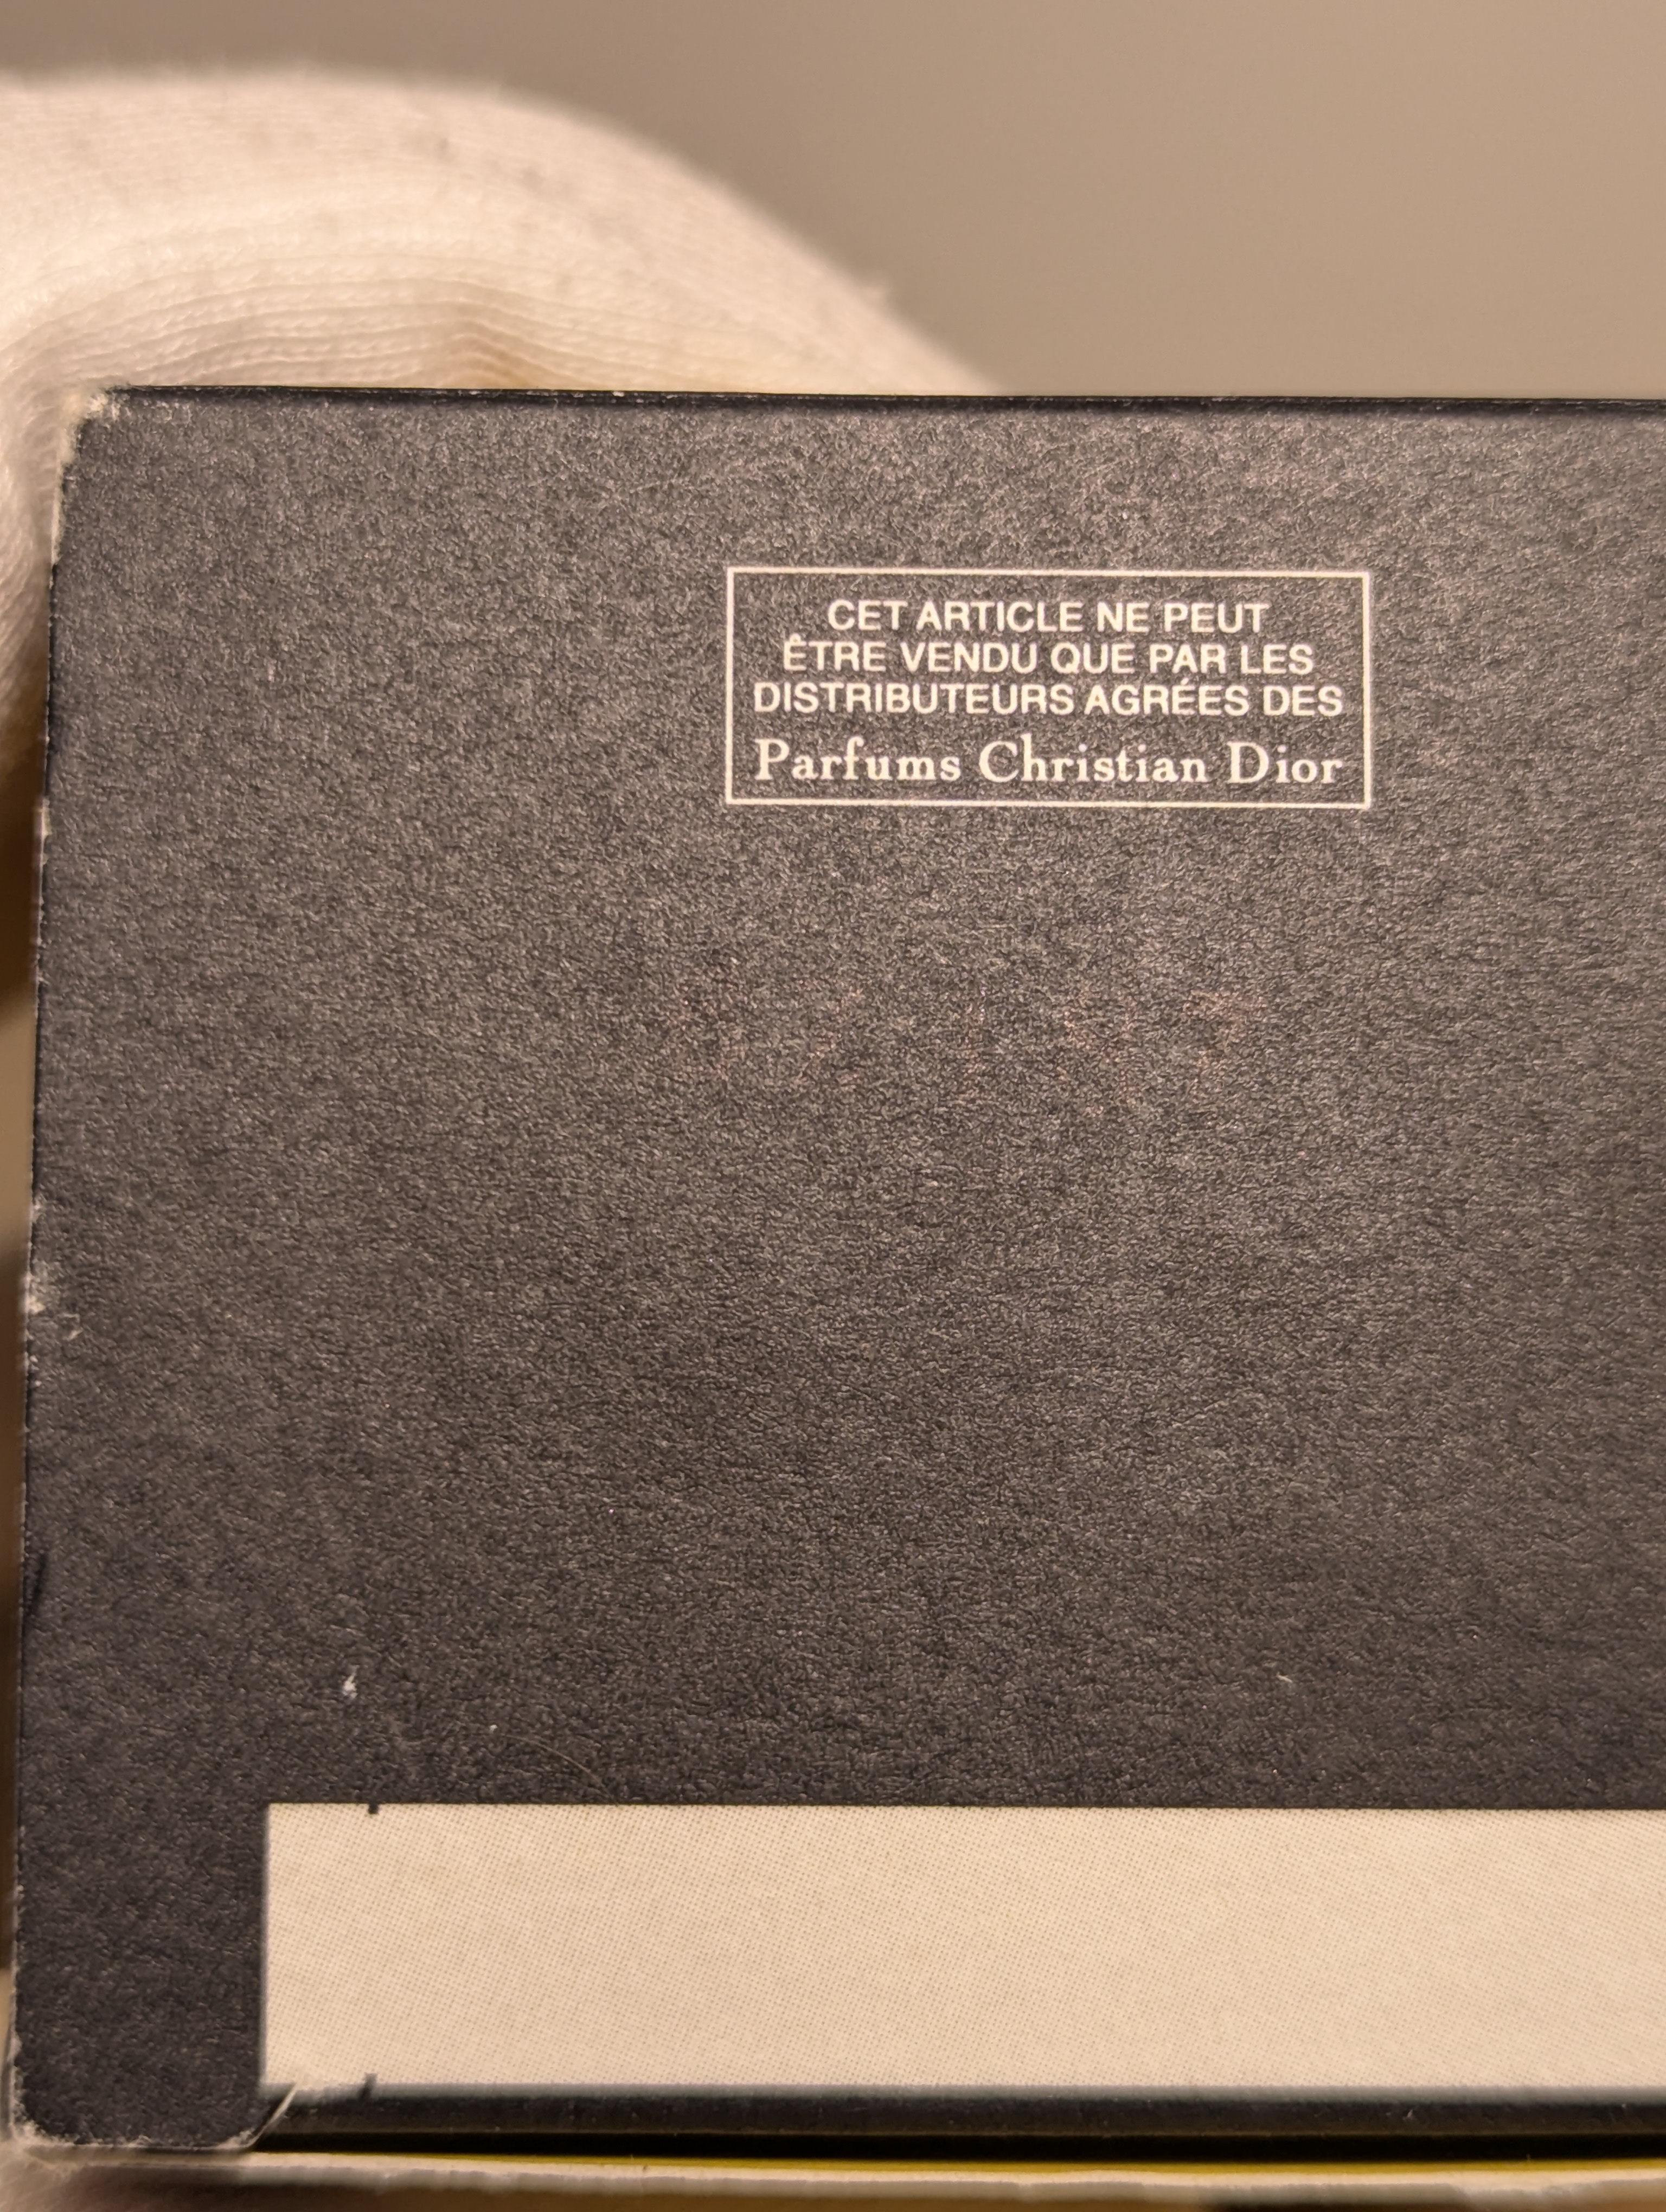 CET ARTICLE NE PEUT
ÊTRE VENDU QUE PAR LES
DISTRIBUTEURS AGRÉES DES
Parfums Christian Dior